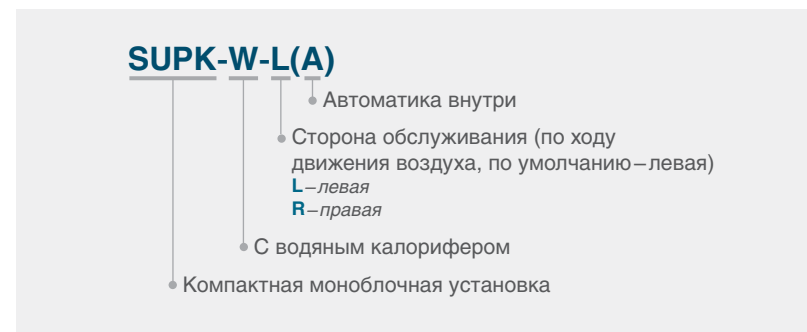 SUPK-W-L(A)
Автоматика внутри
Сторона обслуживания (по ходу
движения воздуха, по умолчанию–левая)
L–левая
R–правая
С водяным калорифером
Компактная моноблочная установка